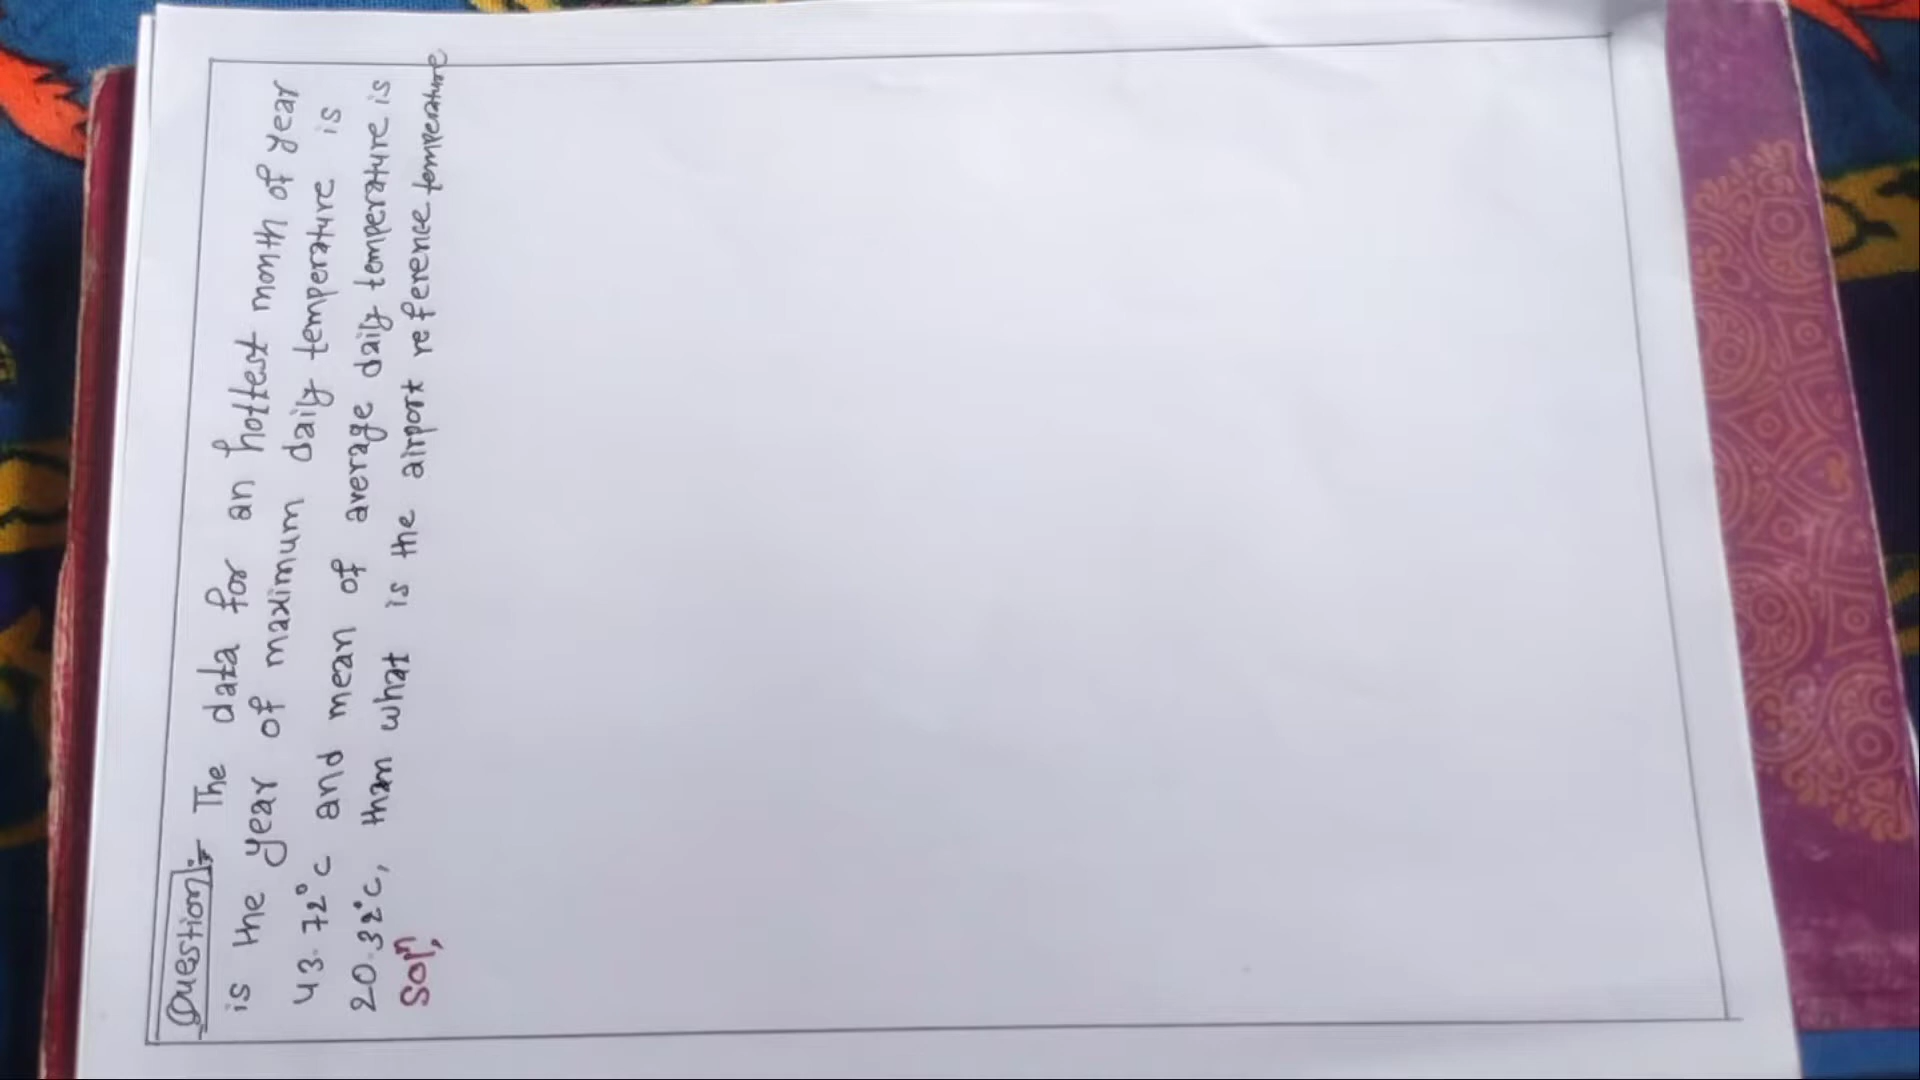 Question:- The data for an hottest month of year
is the year of maximum daily temperature is
43.72°c and mean of average daily temperature is
20.32°c, than what is the airport reference temperature
Solⁿ,